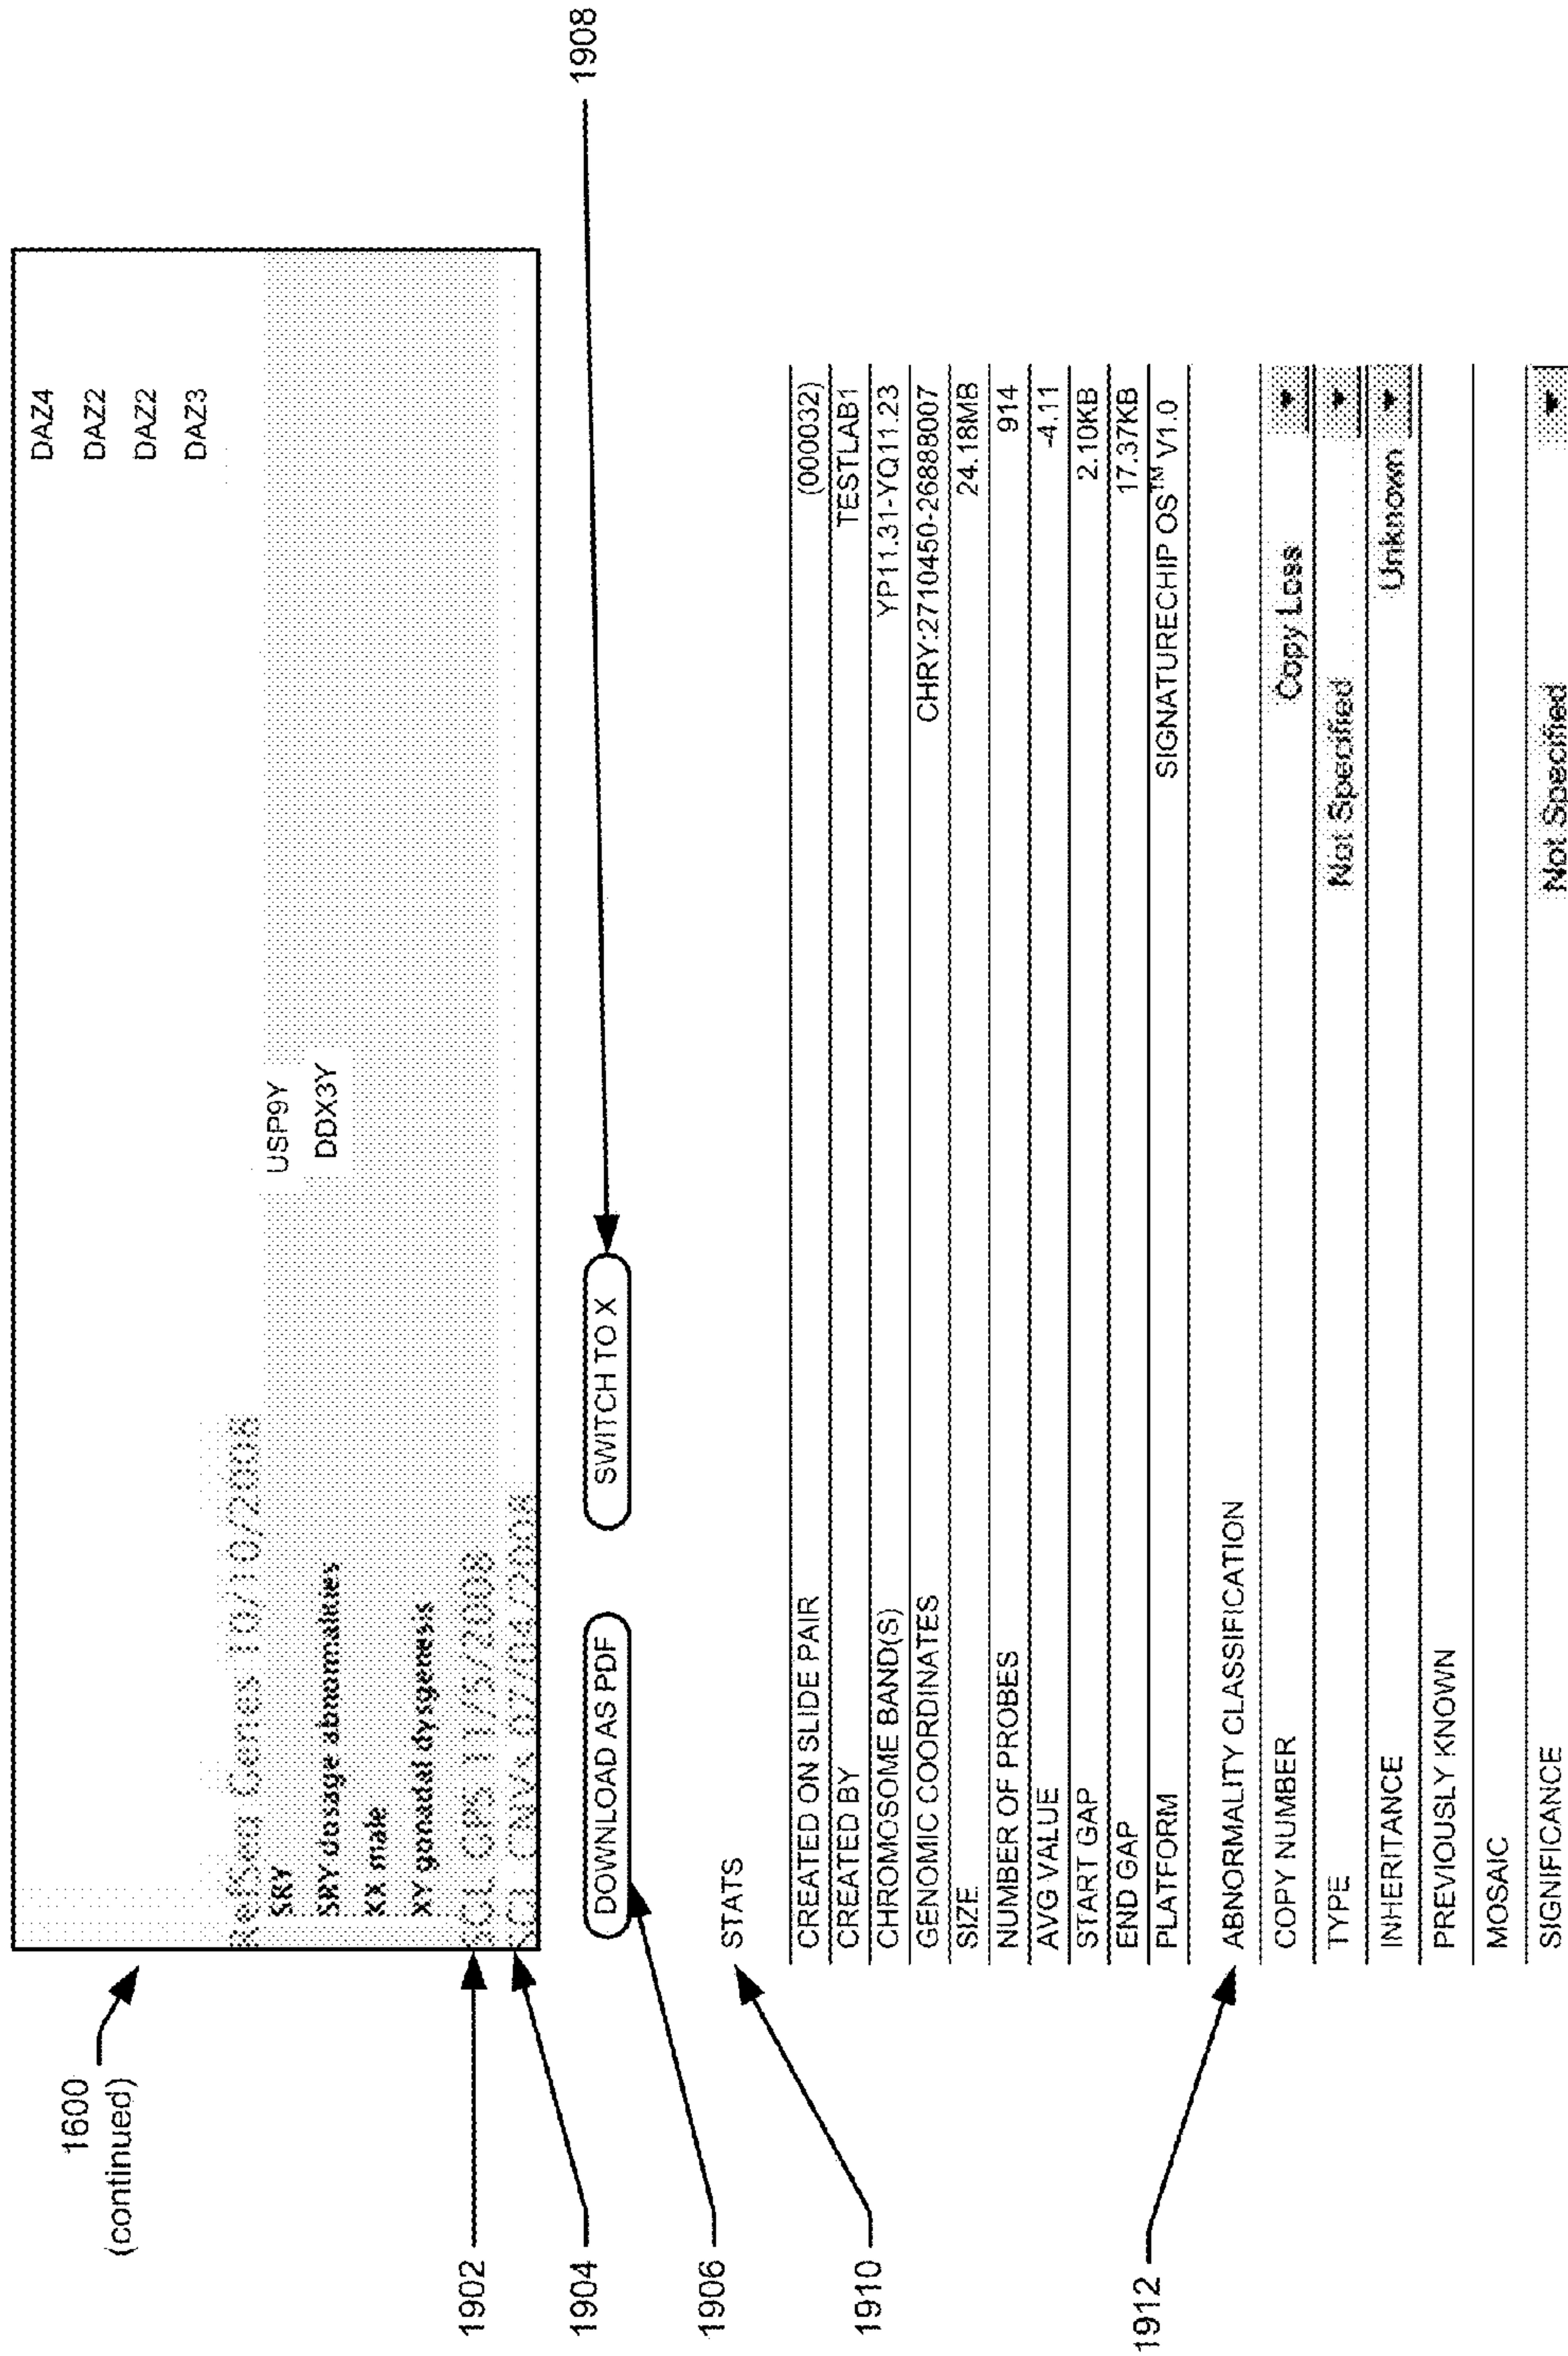 1600
(continued)
DAZ4
DAZ2
DAZ2
DAZ3
Genes 10/10/2008
SRY
USP9Y
SRY dosage abnormalities
DDX3Y
XX male
XY gonadal dysgenesis
1902
SCL GPS 11/5/2008
1904
07/04/2008
1906
DOWNLOAD AS PDF
SWITCH TO X
1908
1910
STATS
CREATED ON SLIDE PAIR (000032)
CREATED BY TESTLAB1
CHROMOSOME BAND(S) YP11.31-YQ11.23
GENOMIC COORDINATES CHRY:2710450-26888007
SIZE 24.18MB
NUMBER OF PROBES 914
AVG VALUE -4.11
START GAP 2.10KB
END GAP 17.37KB
PLATFORM SIGNATURECHIP OS™ V1.0
1912
ABNORMALITY CLASSIFICATION
COPY NUMBER Copy Loss
TYPE Not Specified
INHERITANCE Unknown
PREVIOUSLY KNOWN
MOSAIC
SIGNIFICANCE Not Specified